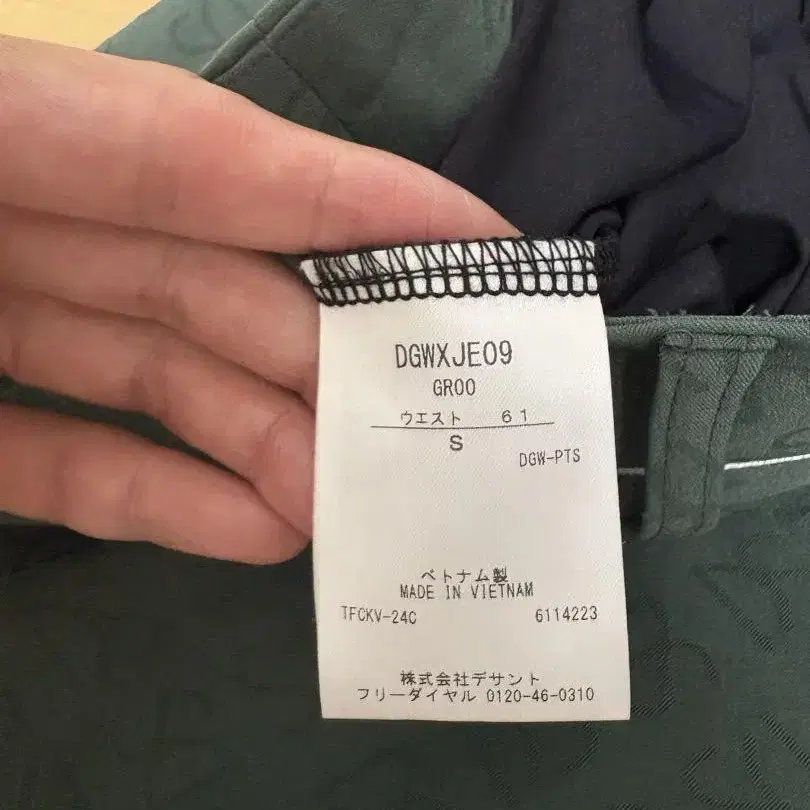 DGWXJE09
GR00
ウエスト 61
S
DGW-PTS
ベトナム製
MADE IN VIETNAM
TFCKV-24C 6114223
株式会社デサント
フリーダイヤル 0120-46-0310